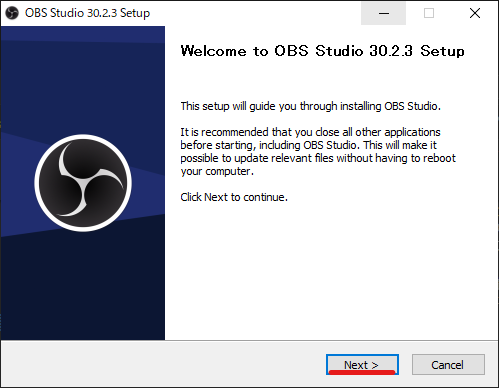 OBS Studio 30.2.3 Setup
Welcome to OBS Studio 30.2.3 Setup
This setup will guide you through installing OBS Studio.
It is recommended that you close all other applications
before starting, including OBS Studio. This will make it
possible to update relevant files without having to reboot
your computer.
Click Next to continue.
Next >
Cancel